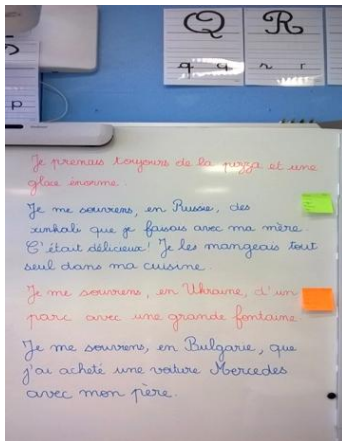 Q
R
p
Je prenais toujours de la pizza et une
glace énorme.
Je me souviens, en Russie, des
xinkali que je faisais avec ma mère.
C'était délicieux! Je les mangeais tout
seul dans ma cuisine.
Je me souviens, en Ukraine, d'un
parc avec une grande fontaine
Je me souviens, en Bulgarie, que
j'ai acheté une voiture Mercedes
avec mon père.